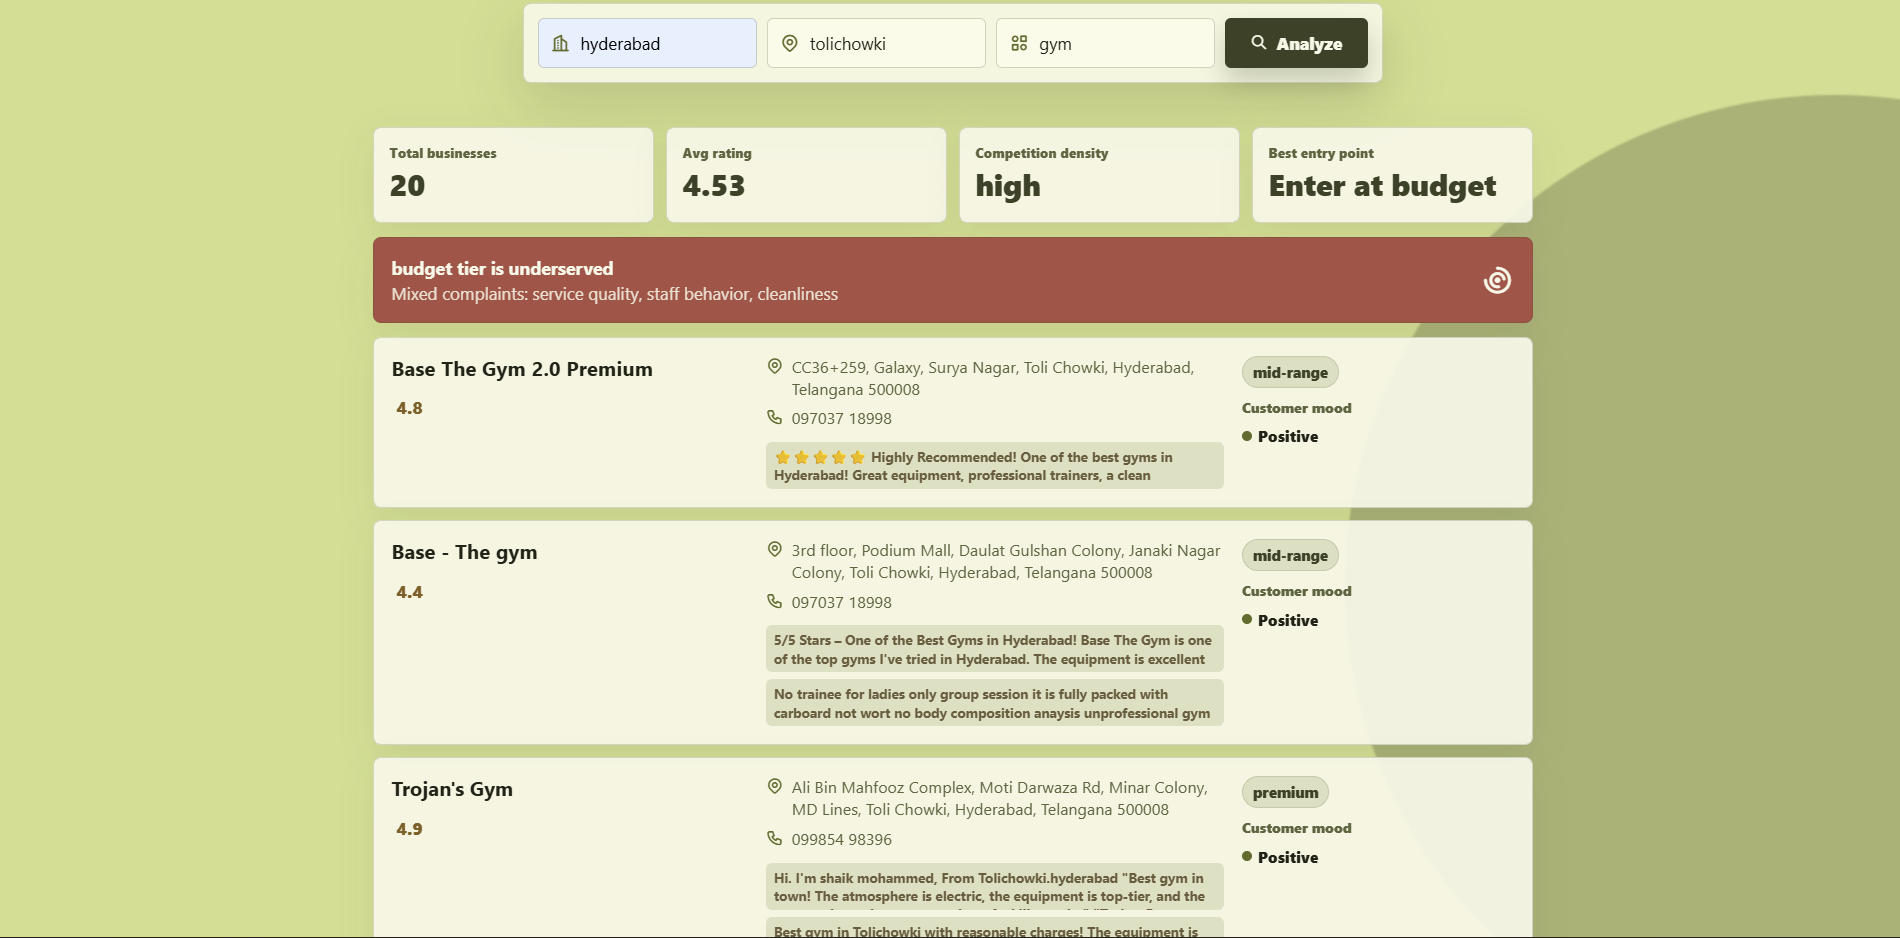 hyderabad
tolichowki
gym
Analyze
Total businesses
20
Avg rating
4.53
Competition density
high
Best entry point
Enter at budget
budget tier is underserved
Mixed complaints: service quality, staff behavior, cleanliness
Base The Gym 2.0 Premium
4.8
CC36+259, Galaxy, Surya Nagar, Toli Chowki, Hyderabad,
Telangana 500008
097037 18998
⭐⭐⭐⭐⭐ Highly Recommended! One of the best gyms in
Hyderabad! Great equipment, professional trainers, a clean
mid-range
Customer mood
Positive
Base - The gym
4.4
3rd floor, Podium Mall, Daulat Gulshan Colony, Janaki Nagar
Colony, Toli Chowki, Hyderabad, Telangana 500008
097037 18998
5/5 Stars – One of the Best Gyms in Hyderabad! Base The Gym is one
of the top gyms I've tried in Hyderabad. The equipment is excellent
No trainee for ladies only group session it is fully packed with
carboard not wort no body composition anaysis unprofessional gym
mid-range
Customer mood
Positive
Trojan's Gym
4.9
Ali Bin Mahfooz Complex, Moti Darwaza Rd, Minar Colony,
MD Lines, Toli Chowki, Hyderabad, Telangana 500008
099854 98396
Hi. I'm shaik mohammed, From Tolichowki.hyderabad "Best gym in
town! The atmosphere is electric, the equipment is top-tier, and the
Best gym in Tolichowki with reasonable charges! The equipment is
premium
Customer mood
Positive